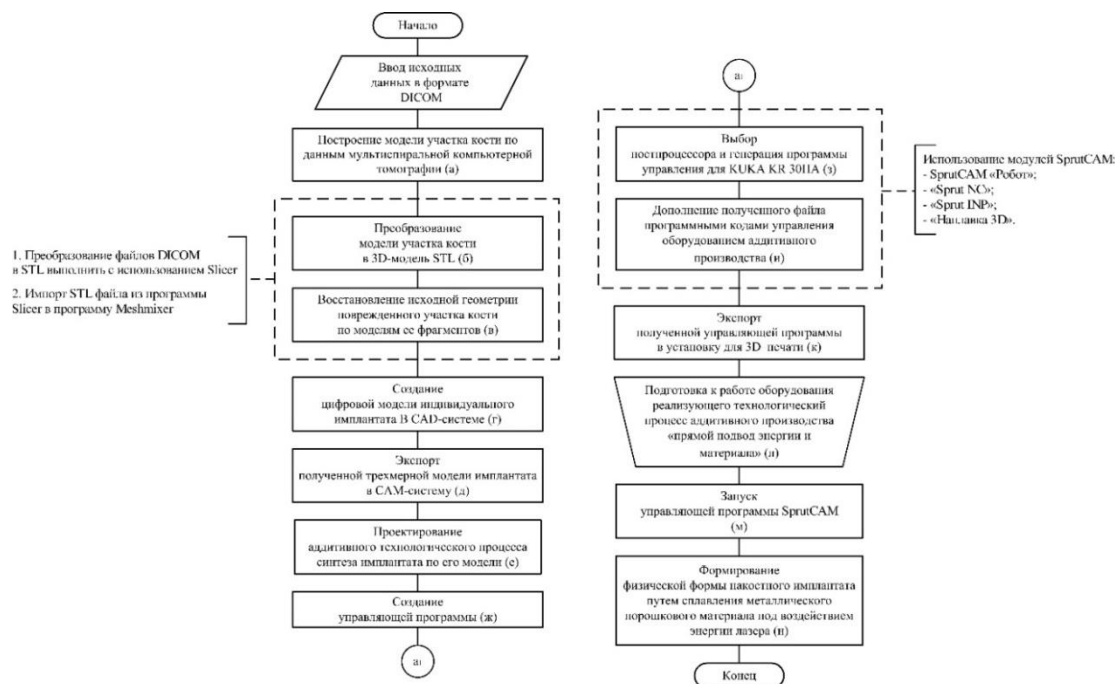 Начало
Ввод исходных
данных в формате
DICOM
Построение модели участка кости по
данным мультиспиральной компьютерной
томографии (а)
1. Преобразование файлов DICOM
в STL выполнить с использованием Slicer
2. Импорт STL файла из программы
Slicer в программу Meshmixer
Преобразование
модели участка кости
в 3D-модель STL (б)
Восстановление исходной геометрии
поврежденного участка кости
по моделям ее фрагментов (в)
Создание
цифровой модели индивидуального
имплантата В CAD-системе (г)
Экспорт
полученной трехмерной модели имплантата
в CAM-систему (д)
Проектирование
аддитивного технологического процесса
синтеза имплантата по его модели (е)
Создание
управляющей программы (ж)
а₁
а₁
Выбор
постпроцессора и генерация программы
управления для KUKA KR 30HA (з)
Дополнение полученного файла
программными кодами управления
оборудованием аддитивного
производства (и)
Использование модулей SprutCAM:
- SprutCAM «Робот»;
- «Sprut NC»;
- «Sprut INP»;
- «Наплавка 3D».
Экспорт
полученной управляющей программы
в установку для 3D печати (к)
Подготовка к работе оборудования
реализующего технологический
процесс аддитивного производства
«прямой подвод энергии и
материала» (л)
Запуск
управляющей программы SprutCAM
(м)
Формирование
физической формы накостного имплантата
путем сплавления металлического
порошкового материала под воздействием
энергии лазера (н)
Конец